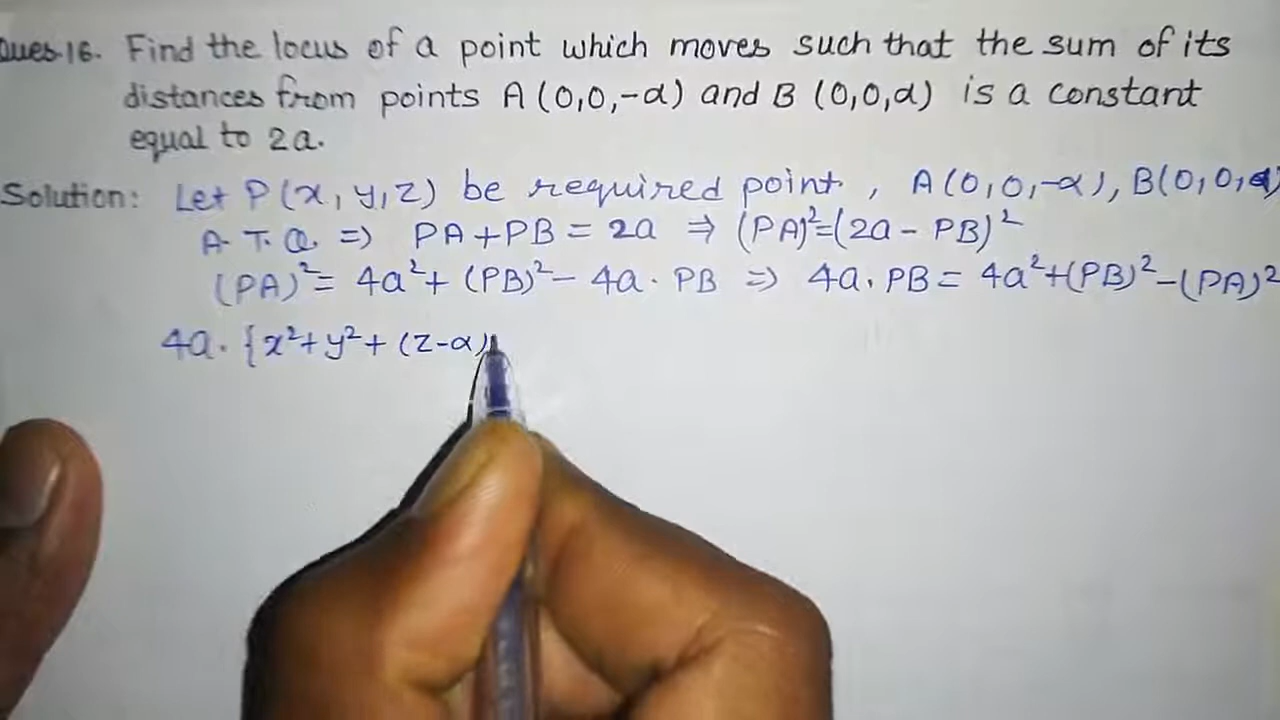 Ques.16. Find the locus of a point which moves such that the sum of its
distances from points A (0,0,-α) and B (0,0,α) is a constant
equal to 2a.
Solution: Let P(x, y, z) be required point, A(0,0,-α), B(0,0,α)
A.T.Q. ⇒ PA+PB = 2a ⇒ (PA)²=(2a - PB)²
(PA)² = 4a² + (PB)² - 4a . PB ⇒ 4a. PB = 4a²+(PB)²-(PA)²
4a. {x²+y²+ (z-α)